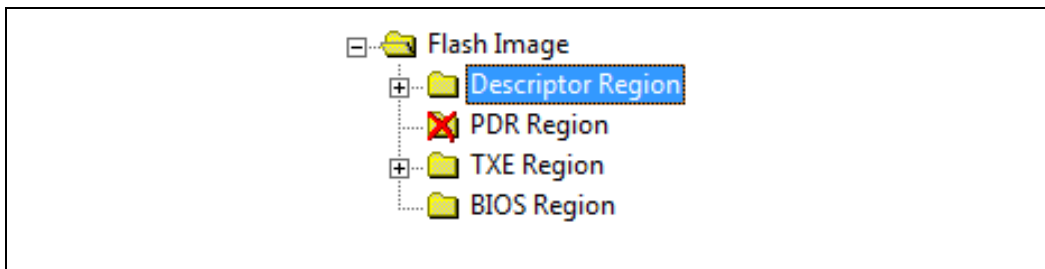 Flash Image
Descriptor Region
PDR Region
TXE Region
BIOS Region